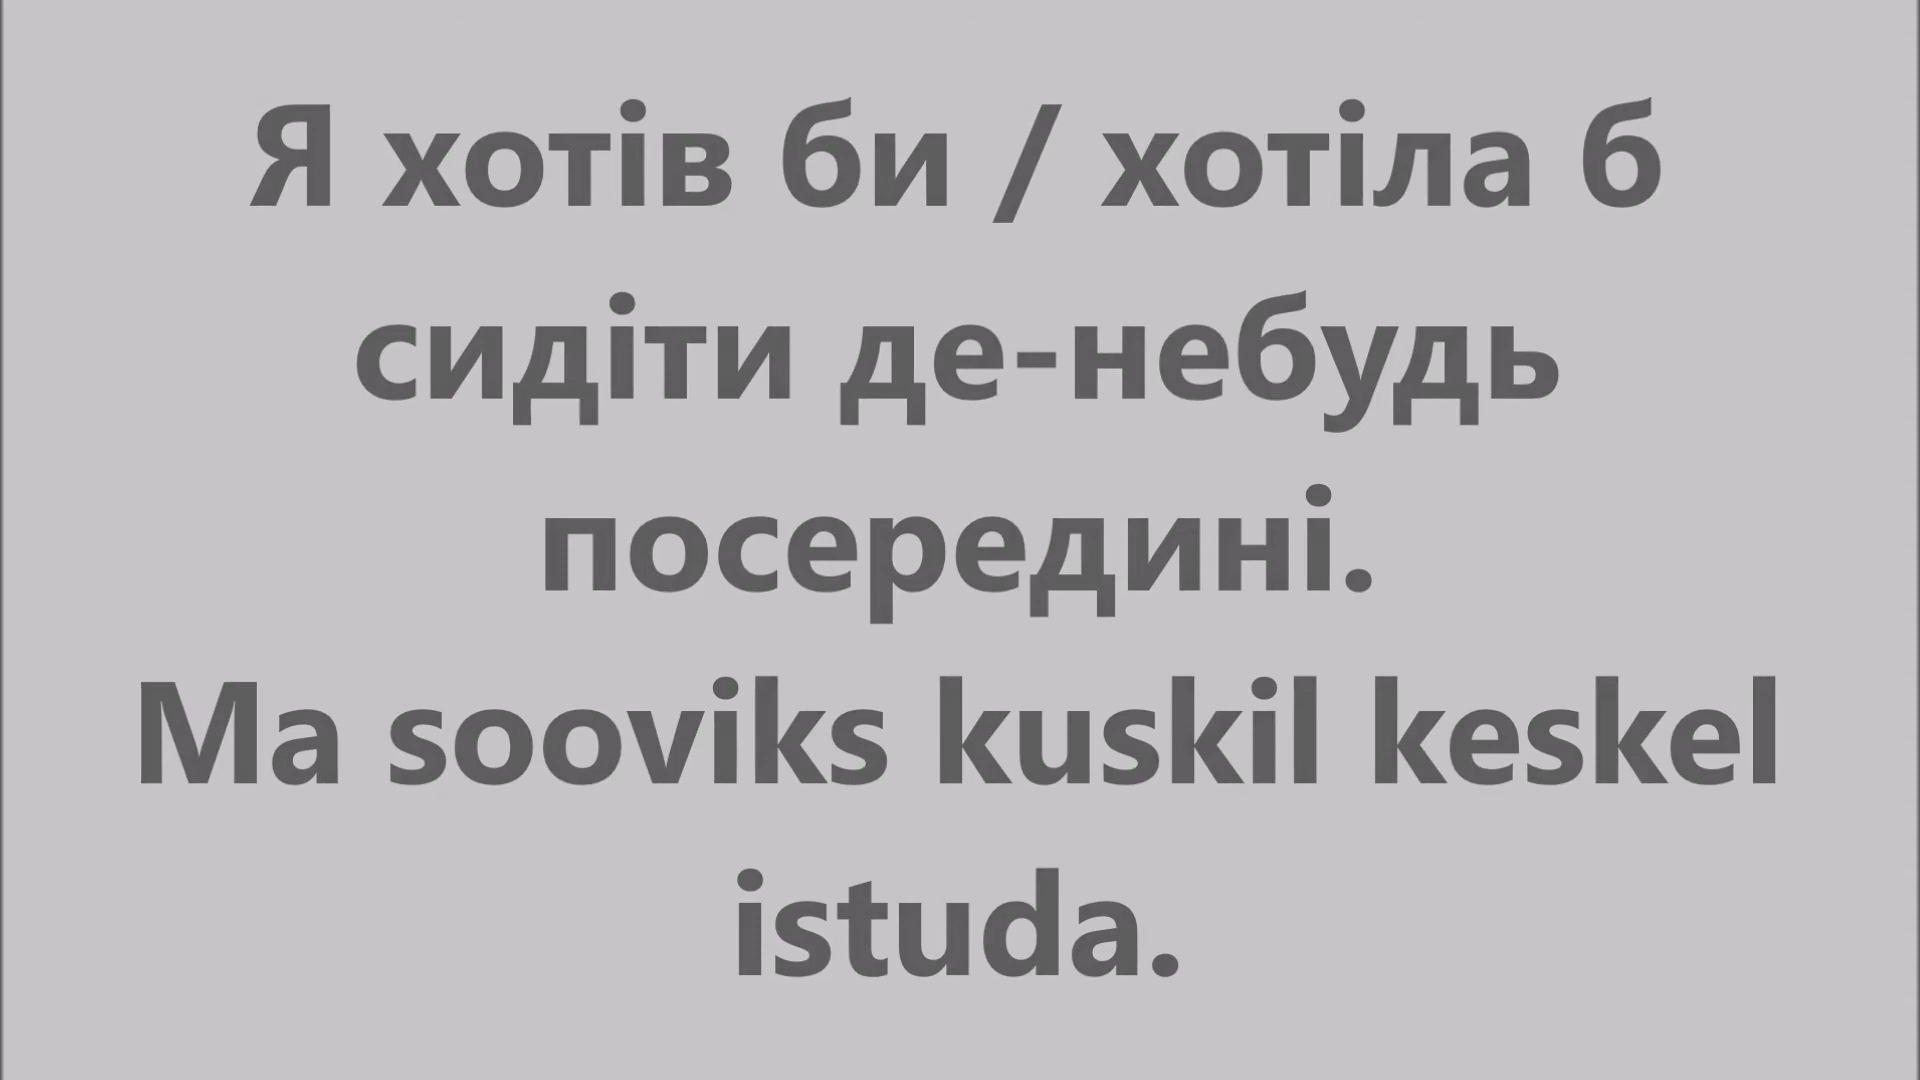 Я хотів би / хотіла б
сидіти де-небудь
посередині.
Ma sooviks kuskil keskel
istuda.